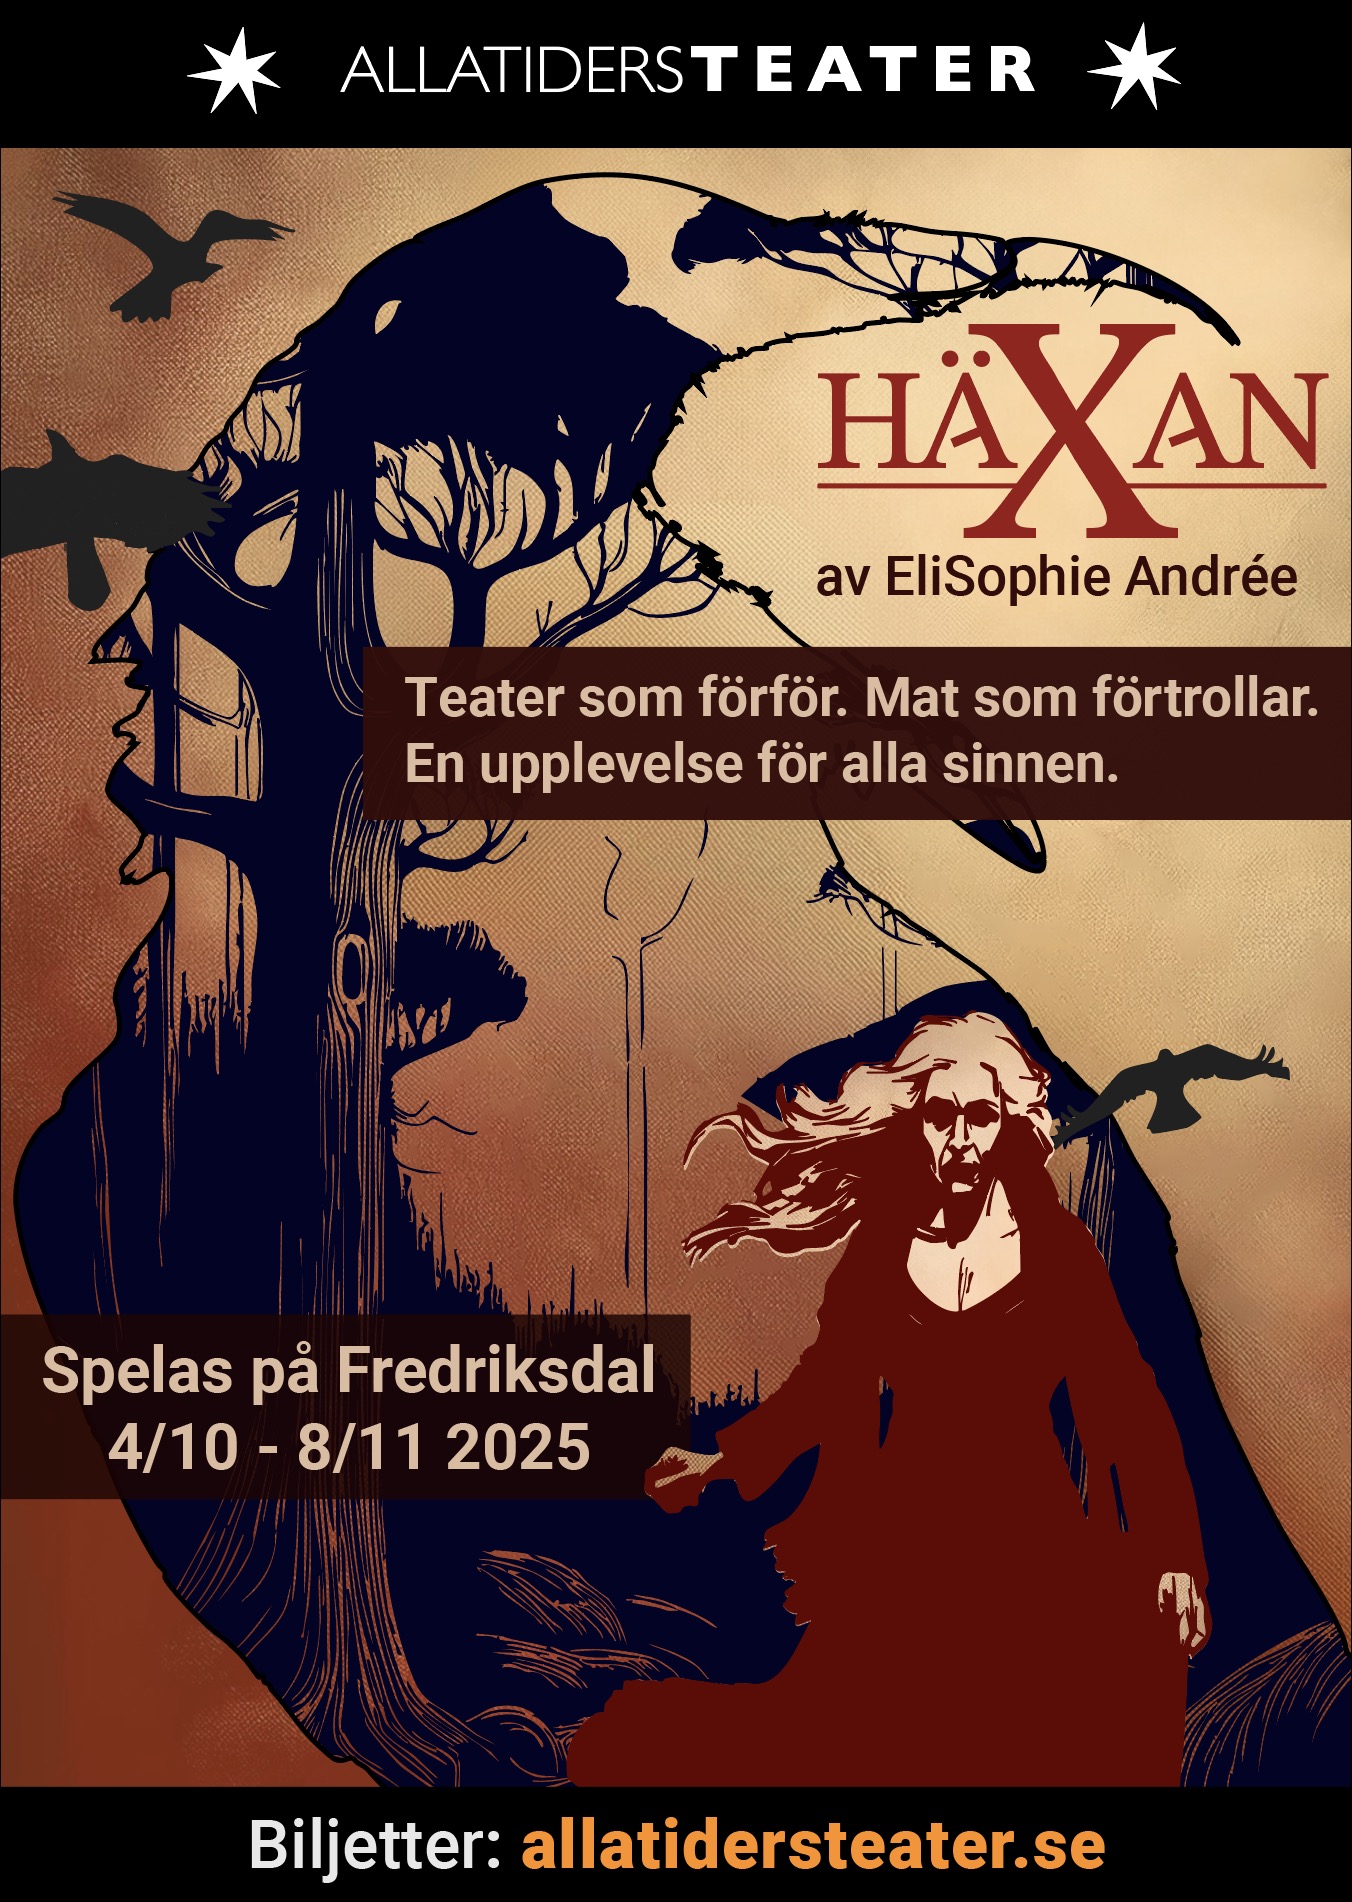 ALLATIDERSTEATER
HÄXAN
av EliSophie Andrée
Teater som förför. Mat som förtrollar.
En upplevelse för alla sinnen.
Spelas på Fredriksdal
4/10 - 8/11 2025
Biljetter: allatidersteater.se